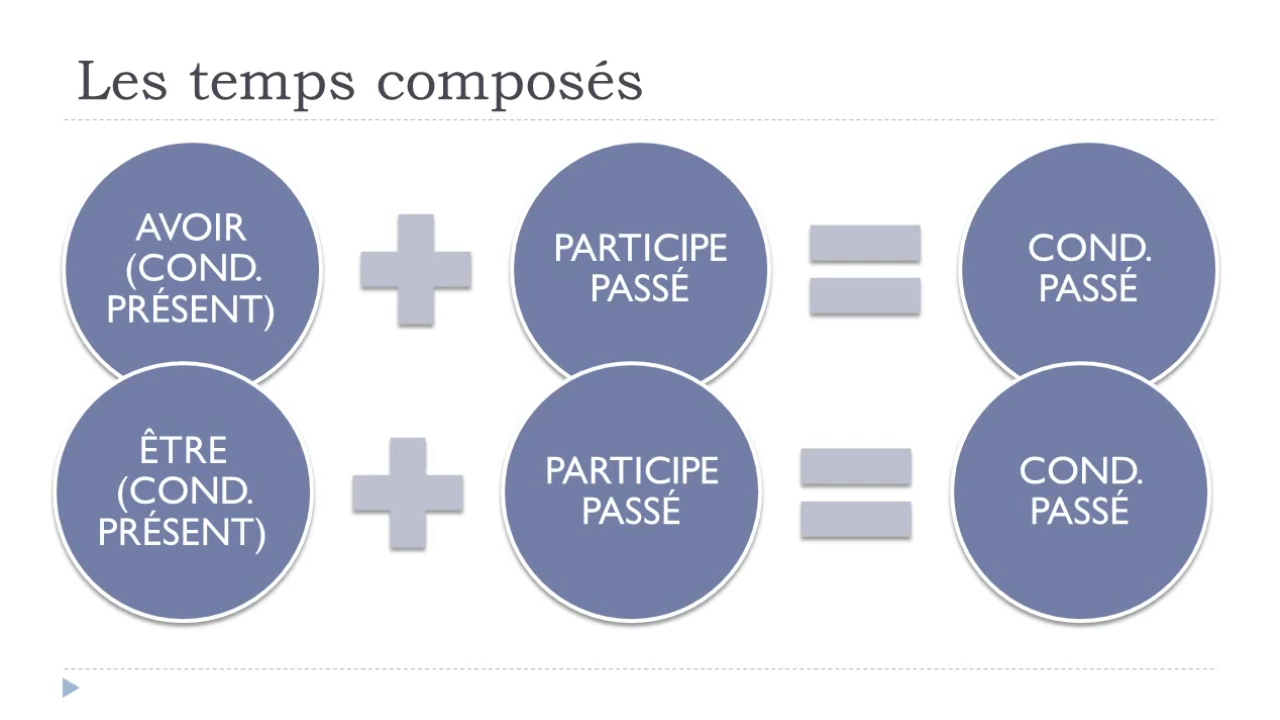 Les temps composés
AVOIR
(COND.
PRÉSENT)
PARTICIPE
PASSÉ
COND.
PASSÉ
ÊTRE
(COND.
PRÉSENT)
PARTICIPE
PASSÉ
COND.
PASSÉ